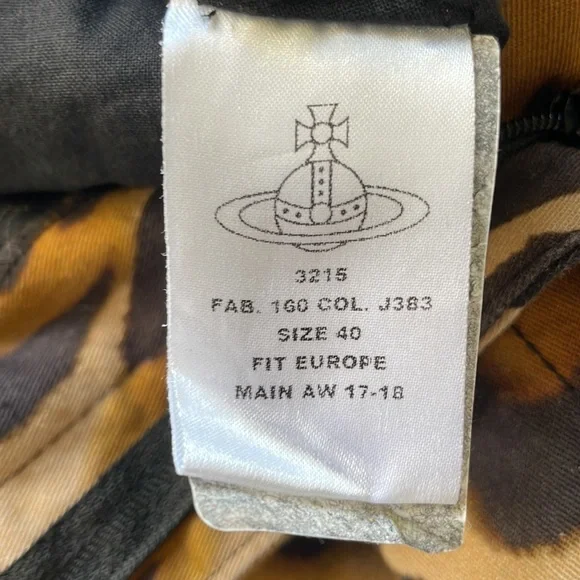 3215
FAB. 160 COL. J383
SIZE 40
FIT EUROPE
MAIN AW 17-18